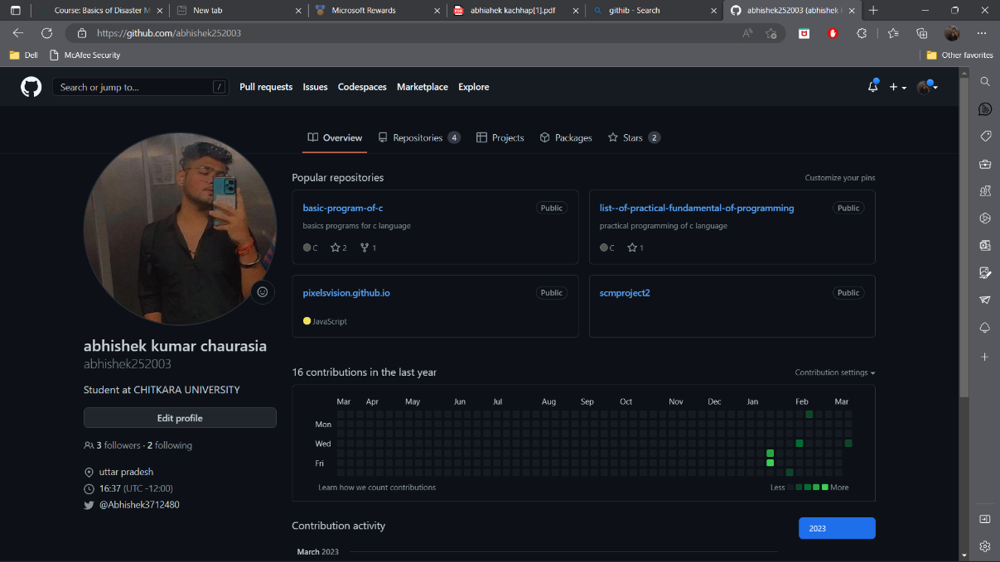 Course: Basics of Disaster M
New tab
Microsoft Rewards
abhiahek kachhap[1].pdf
githib - Search
abhishek252003 (abhishek k
https://github.com/abhishek252003
Dell
McAfee Security
Other favorites
Search or jump to...
/
Pull requests
Issues
Codespaces
Marketplace
Explore
Overview
Repositories 4
Projects
Packages
Stars 2
Popular repositories
Customize your pins
basic-program-of-c
Public
basics programs for c language
C
2
1
list--of-practical-fundamental-of-programming
Public
practical programming of c language
C
1
pixelsvision.github.io
Public
JavaScript
scmproject2
Public
abhishek kumar chaurasia
abhishek252003
Student at CHITKARA UNIVERSITY
Edit profile
3 followers · 2 following
uttar pradesh
16:37 (UTC -12:00)
@Abhishek3712480
16 contributions in the last year
Contribution settings
Mar Apr May Jun Jul Aug Sep Oct Nov Dec Jan Feb Mar
Mon
Wed
Fri
Learn how we count contributions
Less
More
Contribution activity
2023
March 2023